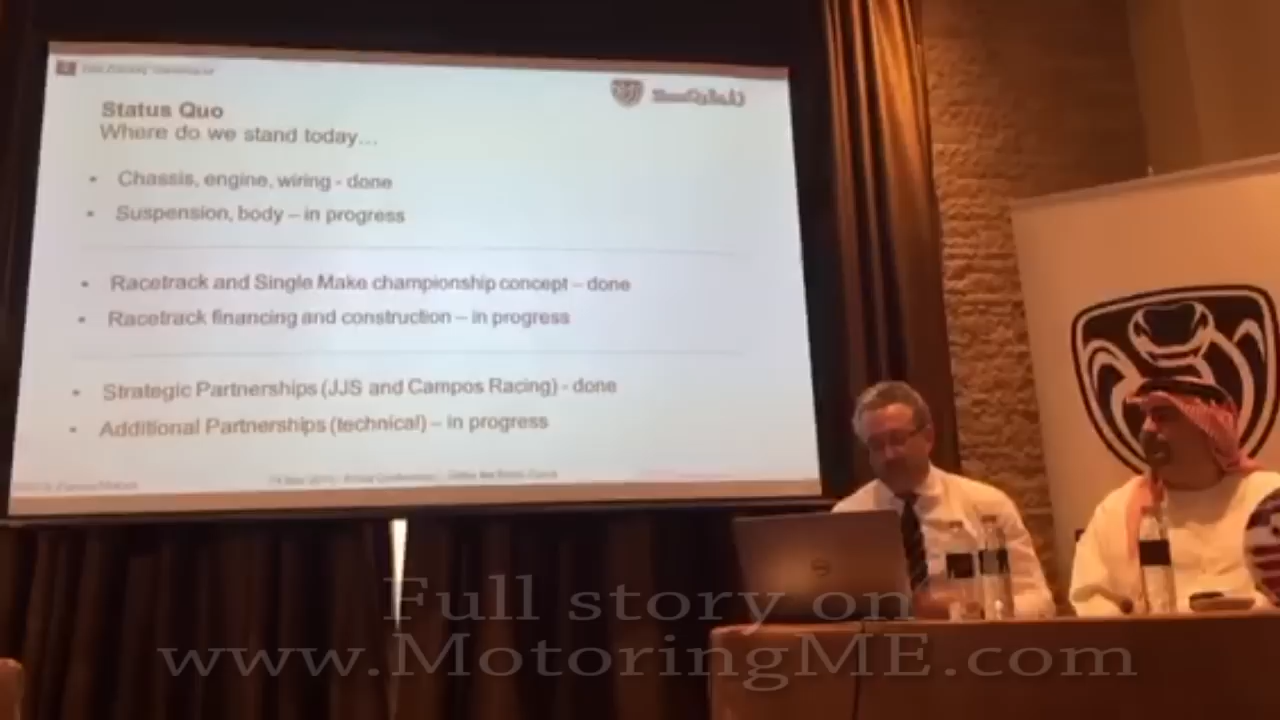 Status Quo
Where do we stand today...
• Chassis, engine, wiring - done
• Suspension, body – in progress
• Racetrack and Single Make championship concept – done
• Racetrack financing and construction – in progress
• Strategic Partnerships (JJS and Campos Racing) - done
• Additional Partnerships (technical) – in progress
Full story on
www.MotoringME.com